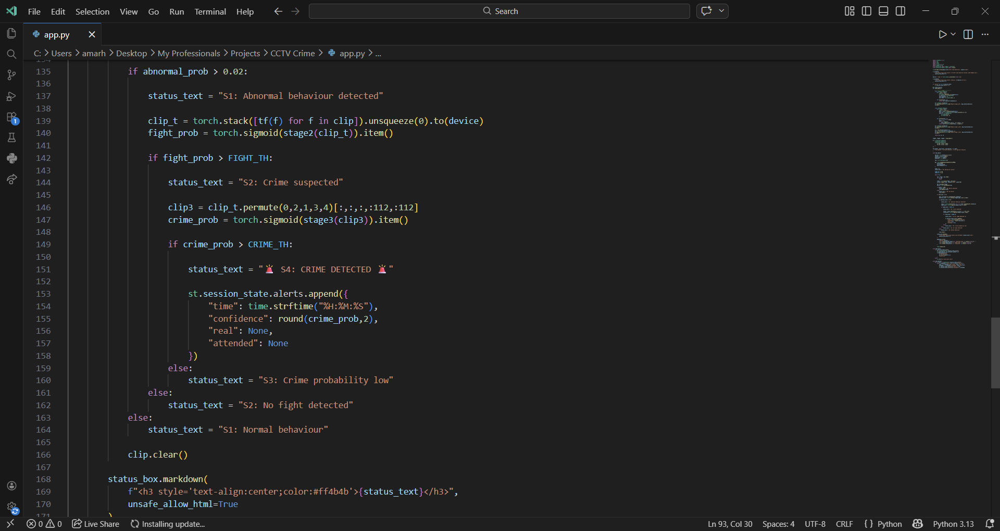 File Edit Selection View Go Run Terminal Help
Search
app.py
C: > Users > amarh > Desktop > My Professionals > Projects > CCTV Crime > app.py > ...
135 if abnormal_prob > 0.02:
136
137 status_text = "S1: Abnormal behaviour detected"
138
139 clip_t = torch.stack([tf(f) for f in clip]).unsqueeze(0).to(device)
140 fight_prob = torch.sigmoid(stage2(clip_t)).item()
141
142 if fight_prob > FIGHT_TH:
143
144 status_text = "S2: Crime suspected"
145
146 clip3 = clip_t.permute(0,2,1,3,4)[:,:,:,:112,:112]
147 crime_prob = torch.sigmoid(stage3(clip3)).item()
148
149 if crime_prob > CRIME_TH:
150
151 status_text = "🚨 S4: CRIME DETECTED 🚨"
152
153 st.session_state.alerts.append({
154 "time": time.strftime("%H:%M:%S"),
155 "confidence": round(crime_prob,2),
156 "real": None,
157 "attended": None
158 })
159 else:
160 status_text = "S3: Crime probability low"
161 else:
162 status_text = "S2: No fight detected"
163 else:
164 status_text = "S1: Normal behaviour"
165
166 clip.clear()
167
168 status_box.markdown(
169 f"<h3 style='text-align:center;color:#ff4b4b'>{status_text}</h3>",
170 unsafe_allow_html=True
171 )
1
0 0 Live Share Installing update... Ln 93, Col 30 Spaces: 4 UTF-8 CRLF {} Python Python 3.13